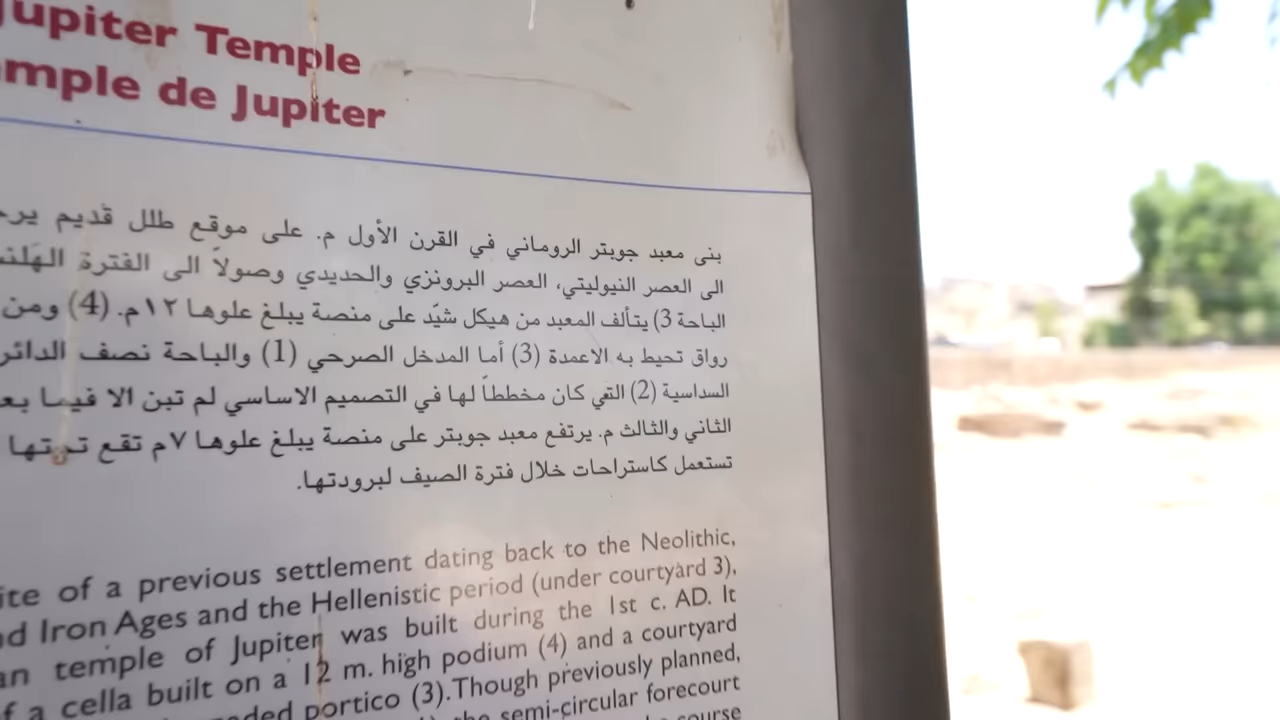 Jupiter Temple
de Jupiter
بنى معبد جوبتر الروماني في القرن الأول م. على موقع طلل قديم
الى العصر النيوليتي، العصر البرونزي والحديدي وصولاً الى الفترة
الباحة 3) يتألف المعبد من هيكل شيّد على منصة يبلغ علوها ١٢م. (4) ومن
رواق تحيط به الاعمدة (3) أما المدخل الصرحي (1) والباحة نصف
السداسية (2) التي كان مخططاً لها في التصميم الاساسي لم تبن الا فيما
الثاني والثالث م. يرتفع معبد جوبتر على منصة يبلغ علوها ٧م تقع تحتها
تستعمل كاستراحات خلال فترة الصيف لبرودتها.
of a previous settlement dating back to the Neolithic,
Iron Ages and the Hellenistic period (under courtyard 3),
temple of Jupiter was built during the 1st c. AD. It
a cella built on a 12 m. high podium (4) and a courtyard
portico (3). Though previously planned,
the semi-circular forecourt
course